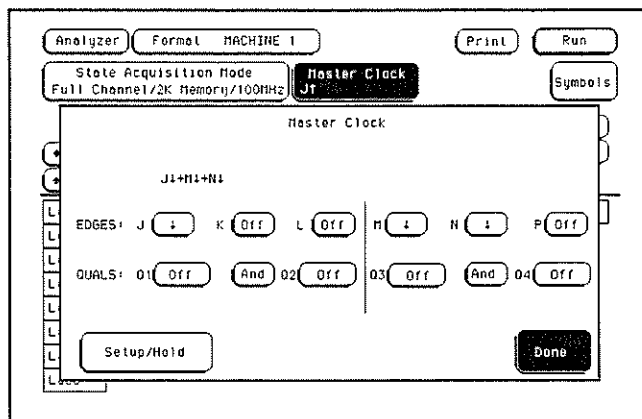 Analyzer Format MACHINE 1 Print Run
State Acquisition Mode
Full Channel/2K Memory/100MHz
Master Clock
J↑
Symbols
Master Clock
J↓+M↓+N↓
EDGES: J ↓ K Off L Off M ↓ N ↓ P Off
QUALS: Q1 Off And Q2 Off Q3 Off And Q4 Off
Setup/Hold Done